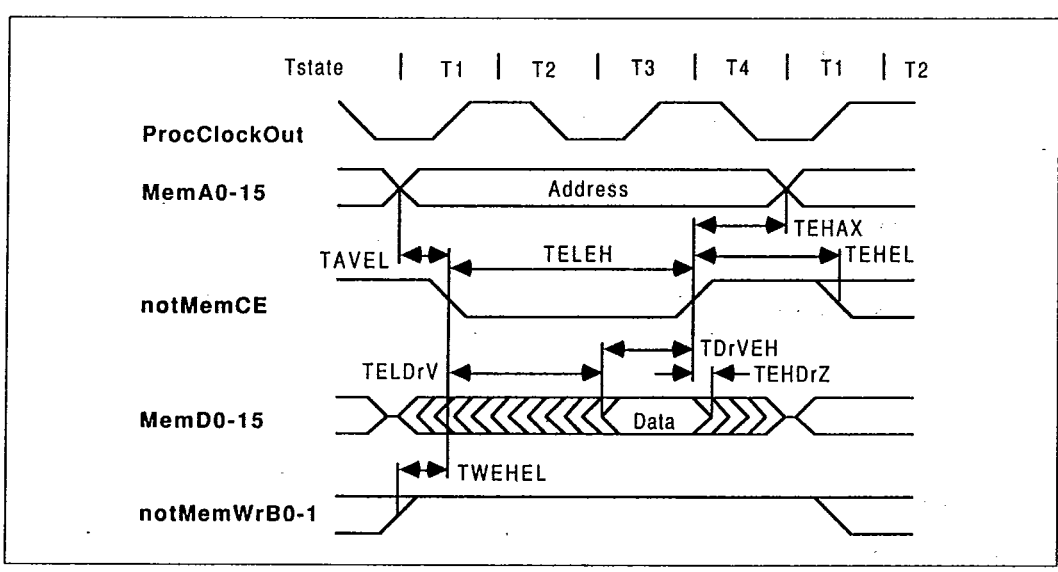 Tstate | T1 | T2 | T3 | T4 | T1 | T2
ProcClockOut
MemA0-15
Address
TEHAX
TAVEL
TELEH
TEHEL
notMemCE
TDrVEH
TELDrV
TEHDrZ
MemD0-15
Data
TWEHEL
notMemWrB0-1